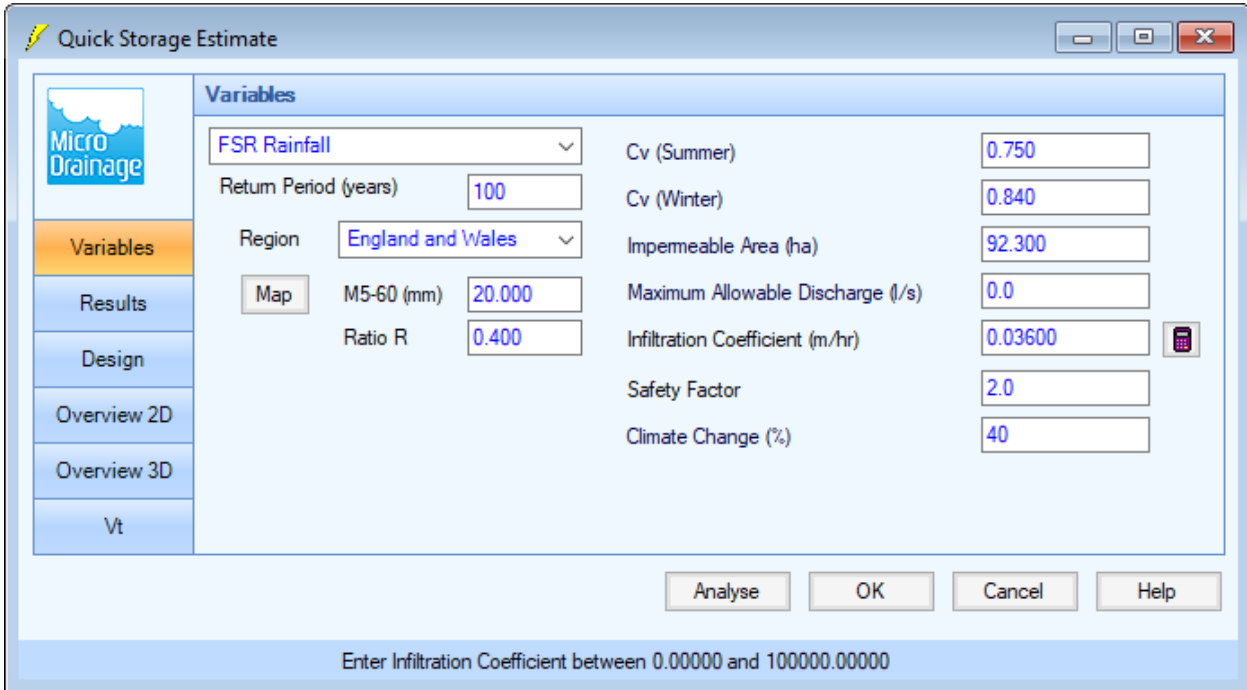 Quick Storage Estimate
Micro
Drainage
Variables
Results
Design
Overview 2D
Overview 3D
Vt
Variables
FSR Rainfall
Return Period (years) 100
Region England and Wales
Map M5-60 (mm) 20.000
Ratio R 0.400
Cv (Summer) 0.750
Cv (Winter) 0.840
Impermeable Area (ha) 92.300
Maximum Allowable Discharge (l/s) 0.0
Infiltration Coefficient (m/hr) 0.03600
Safety Factor 2.0
Climate Change (%) 40
Analyse OK Cancel Help
Enter Infiltration Coefficient between 0.00000 and 100000.00000